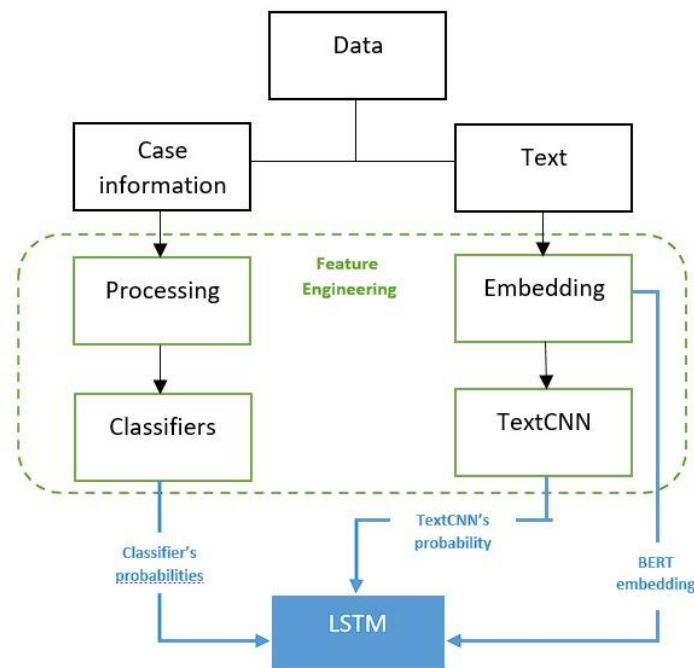 Data
Case
information
Text
Feature
Engineering
Processing
Embedding
Classifiers
TextCNN
Classifier's
probabilities
TextCNN's
probability
BERT
embedding
LSTM